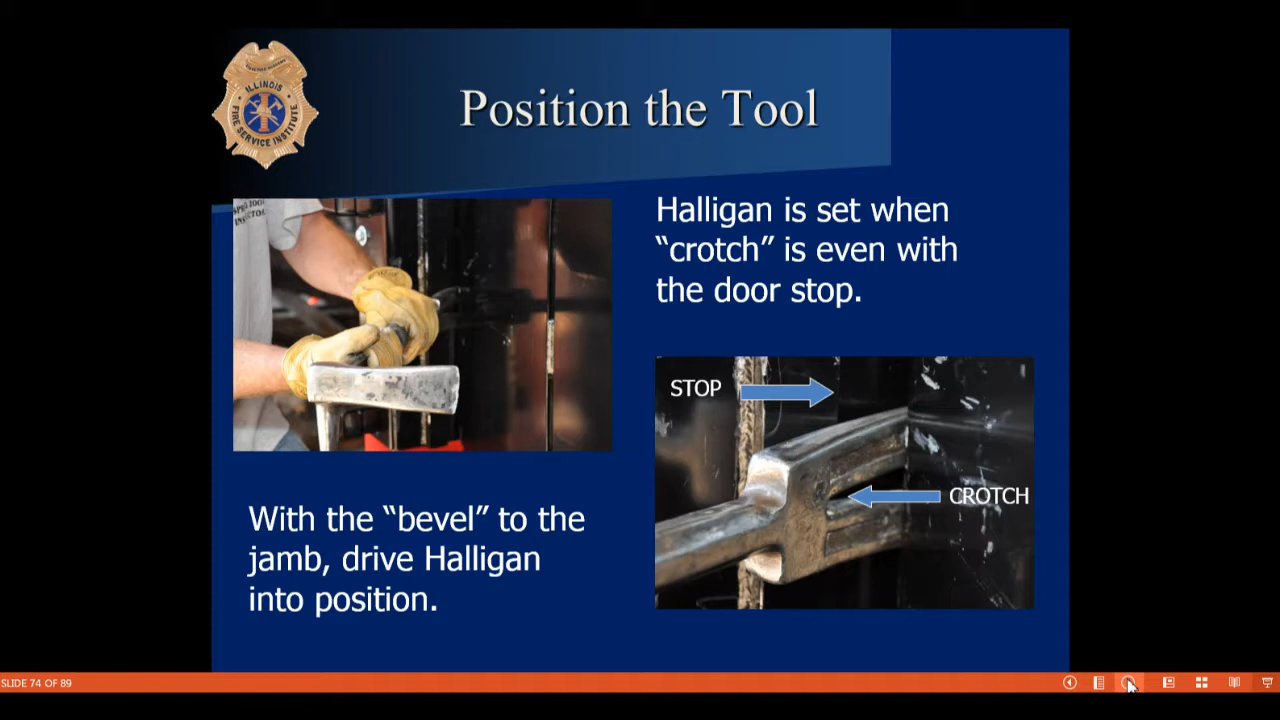 Position the Tool
ILLINOIS
FIRE SERVICE INSTITUTE
Halligan is set when
“crotch” is even with
the door stop.
STOP
CROTCH
With the “bevel” to the
jamb, drive Halligan
into position.
SLIDE 74 OF 89